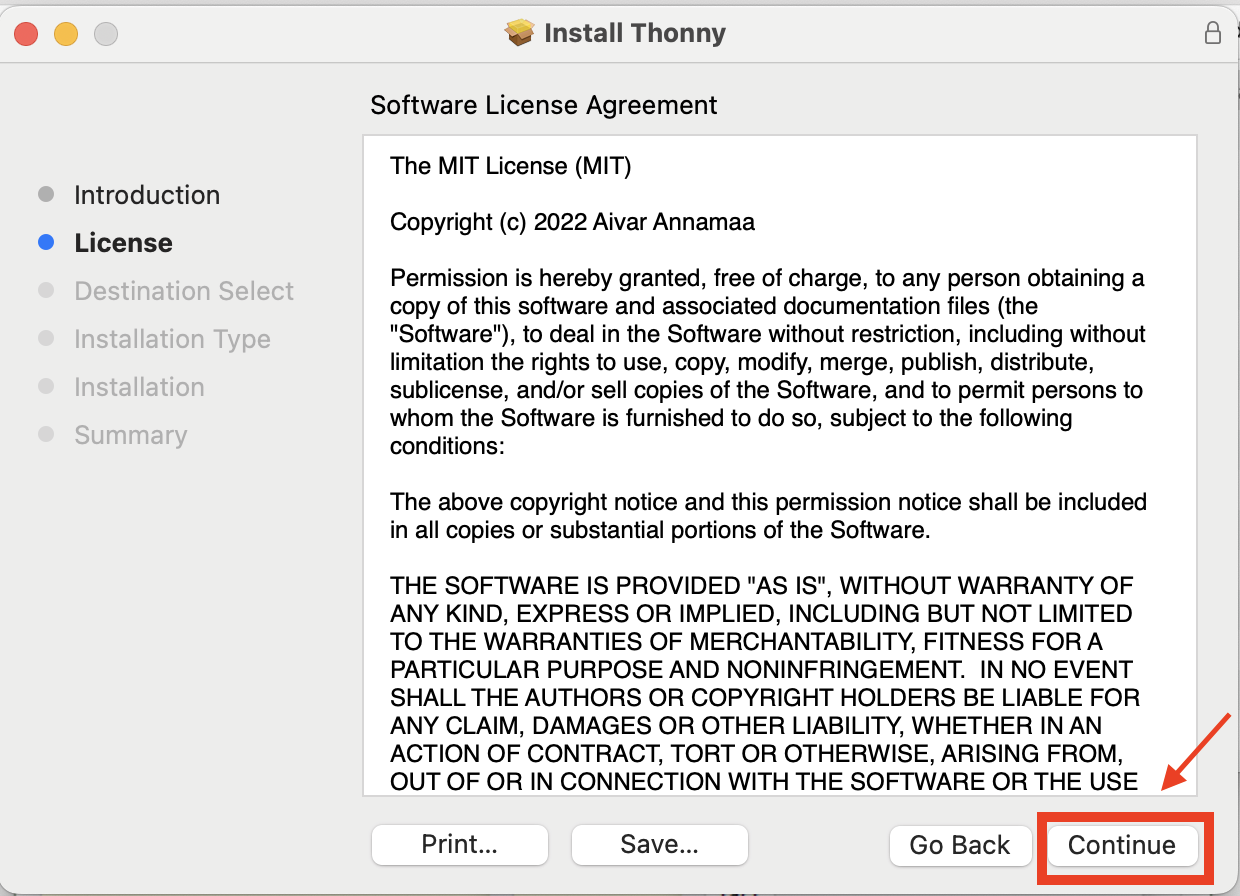 Install Thonny
Software License Agreement
Introduction
License
Destination Select
Installation Type
Installation
Summary
The MIT License (MIT)
Copyright (c) 2022 Aivar Annamaa
Permission is hereby granted, free of charge, to any person obtaining a
copy of this software and associated documentation files (the
"Software"), to deal in the Software without restriction, including without
limitation the rights to use, copy, modify, merge, publish, distribute,
sublicense, and/or sell copies of the Software, and to permit persons to
whom the Software is furnished to do so, subject to the following
conditions:
The above copyright notice and this permission notice shall be included
in all copies or substantial portions of the Software.
THE SOFTWARE IS PROVIDED "AS IS", WITHOUT WARRANTY OF
ANY KIND, EXPRESS OR IMPLIED, INCLUDING BUT NOT LIMITED
TO THE WARRANTIES OF MERCHANTABILITY, FITNESS FOR A
PARTICULAR PURPOSE AND NONINFRINGEMENT.  IN NO EVENT
SHALL THE AUTHORS OR COPYRIGHT HOLDERS BE LIABLE FOR
ANY CLAIM, DAMAGES OR OTHER LIABILITY, WHETHER IN AN
ACTION OF CONTRACT, TORT OR OTHERWISE, ARISING FROM,
OUT OF OR IN CONNECTION WITH THE SOFTWARE OR THE USE
Print...
Save...
Go Back
Continue